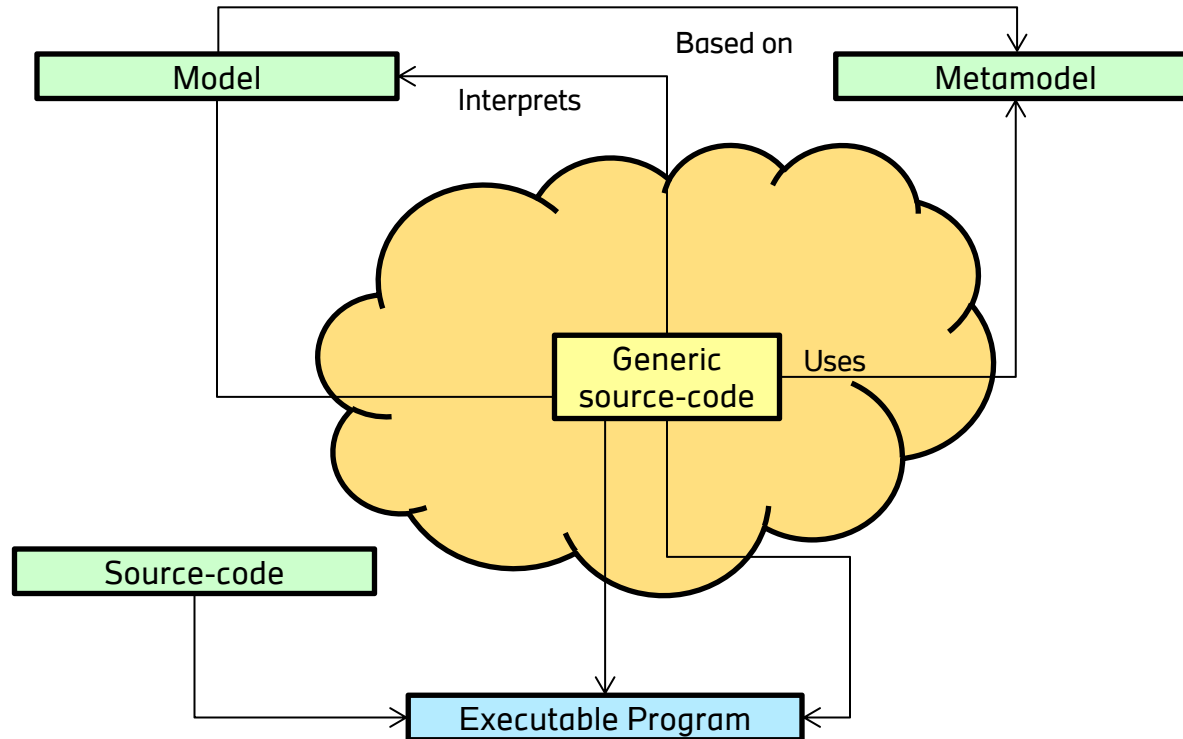 Based on
Model
Metamodel
Interprets
Generic
source-code
Uses
Source-code
Executable Program